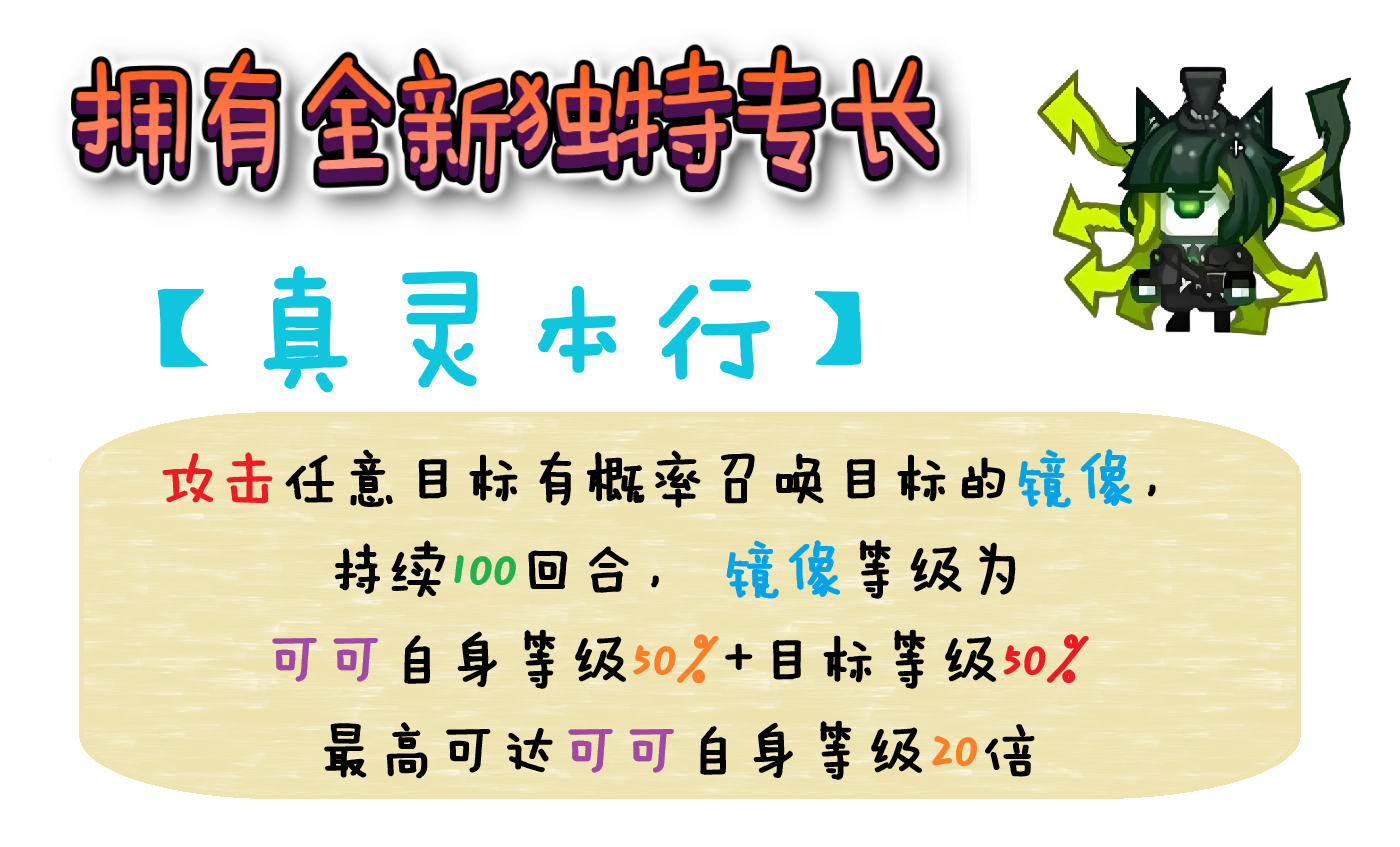 拥有全新独特专长
【真灵本行】
攻击任意目标有概率召唤目标的镜像，
持续100回合， 镜像等级为
可可自身等级50%+目标等级50%
最高可达可可自身等级20倍